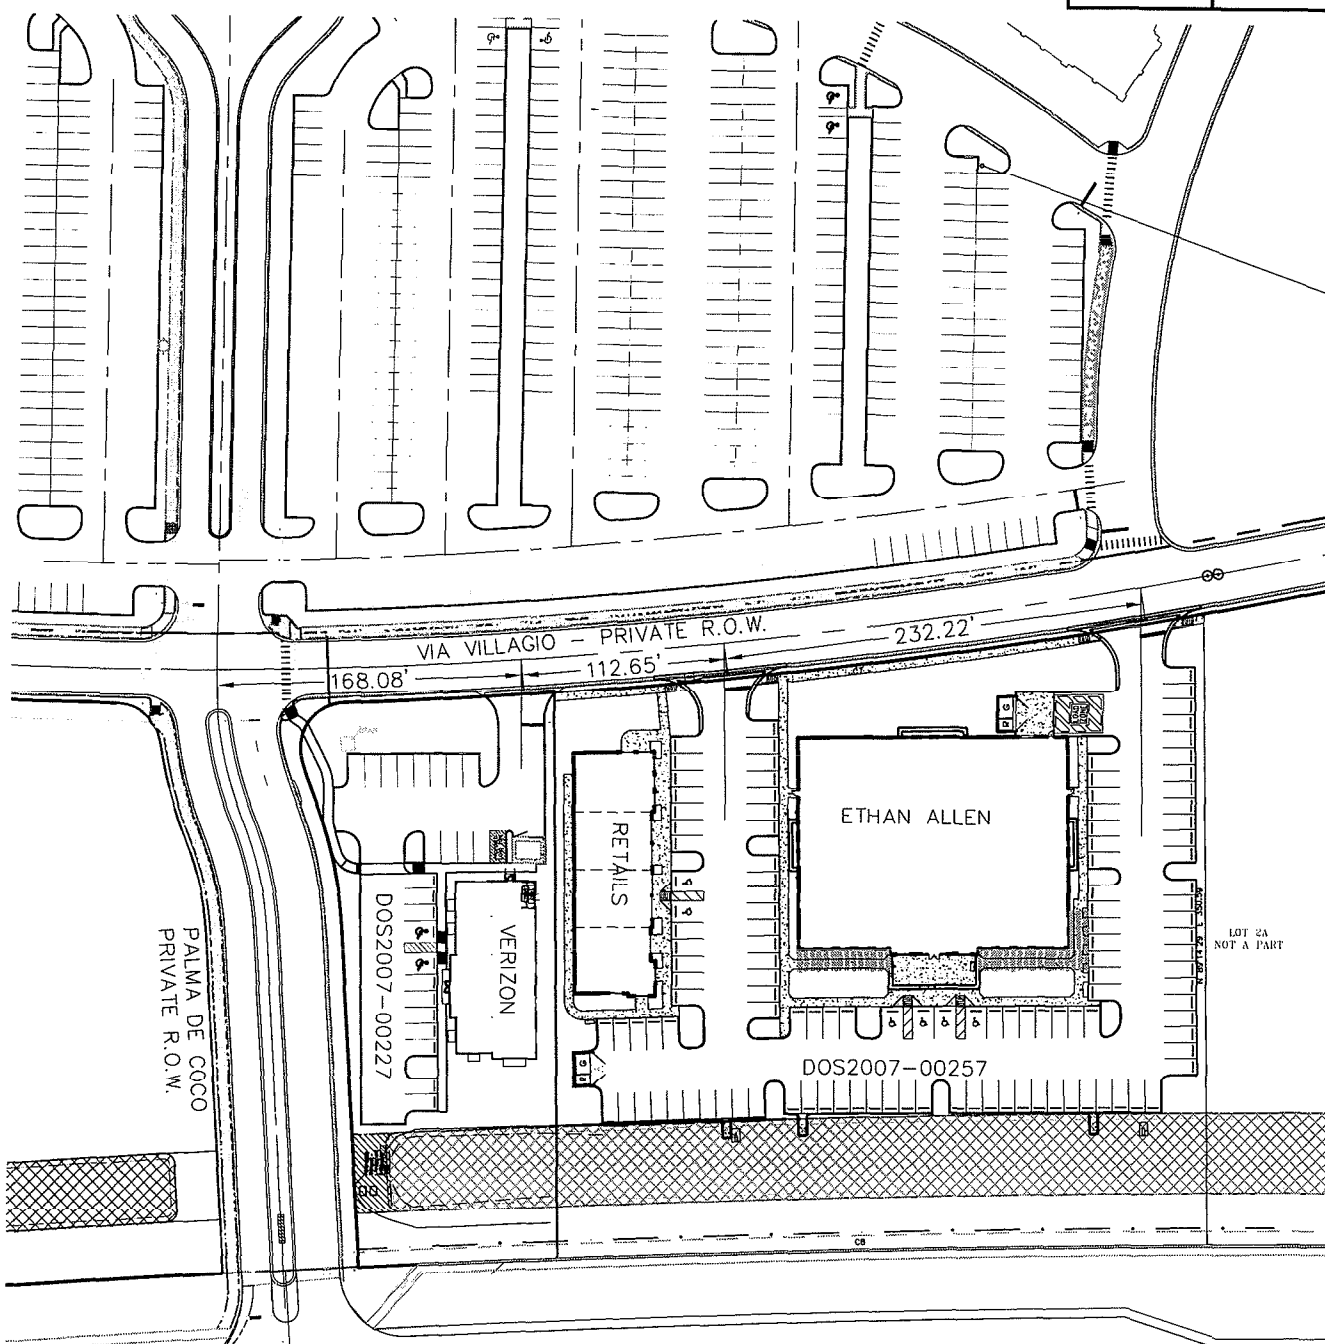 VIA VILLAGIO - PRIVATE R.O.W.
168.08'
112.65'
232.22'
R G
ETHAN ALLEN
RETAILS
VERIZON
DOS2007-00227
PALMA DE COCO
PRIVATE R.O.W.
LOT 2A
NOT A PART
R G
DOS2007-00257
CB